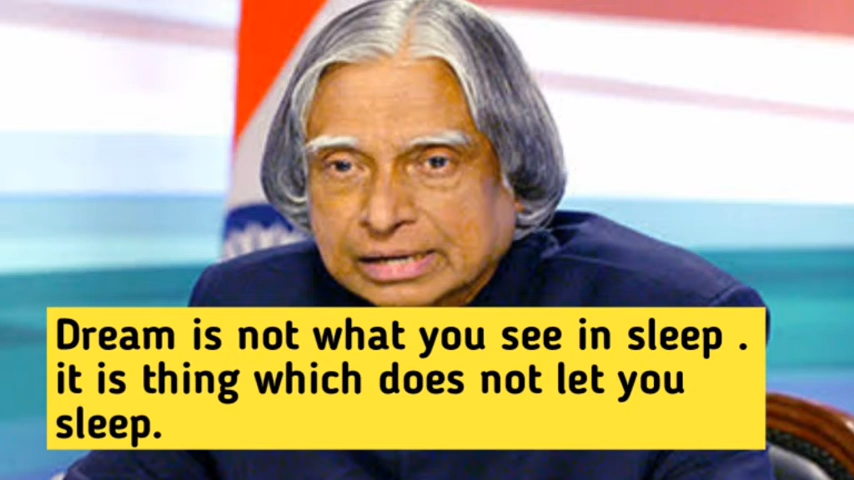 Dream is not what you see in sleep .
it is thing which does not let you
sleep.